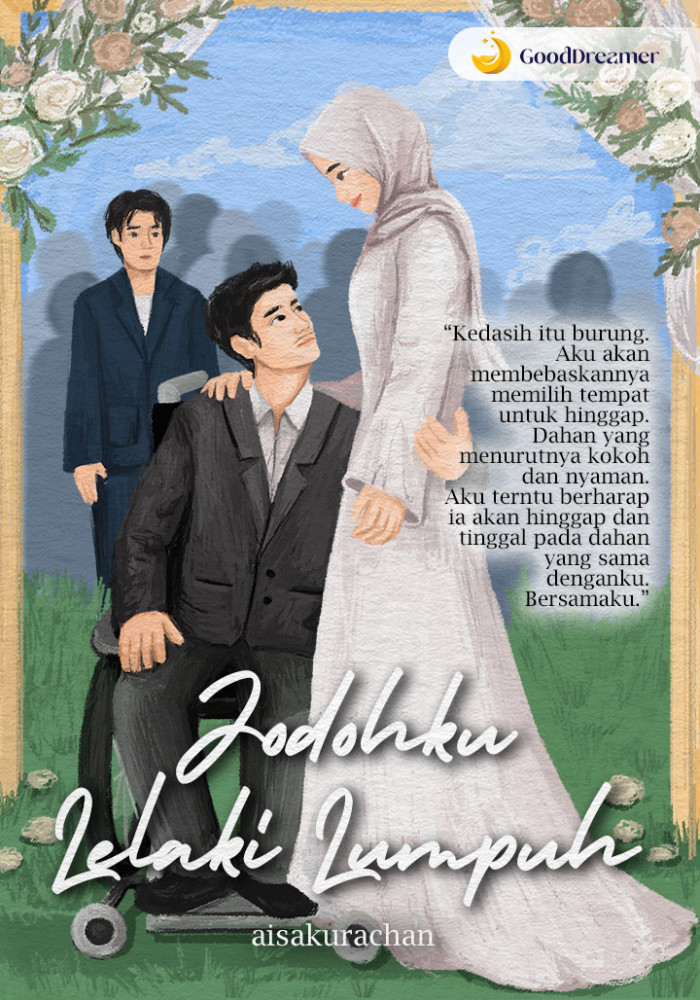 GoodDreamer
“Kedasih itu burung.
Aku akan
membebaskannya
memilih tempat
untuk hinggap.
Dahan yang
menurutnya kokoh
dan nyaman.
Aku terntu berharap
ia akan hinggap dan
tinggal pada dahan
yang sama
denganku.
Bersamaku.”
Jodohku
Lelaki Lumpuh
aisakurachan